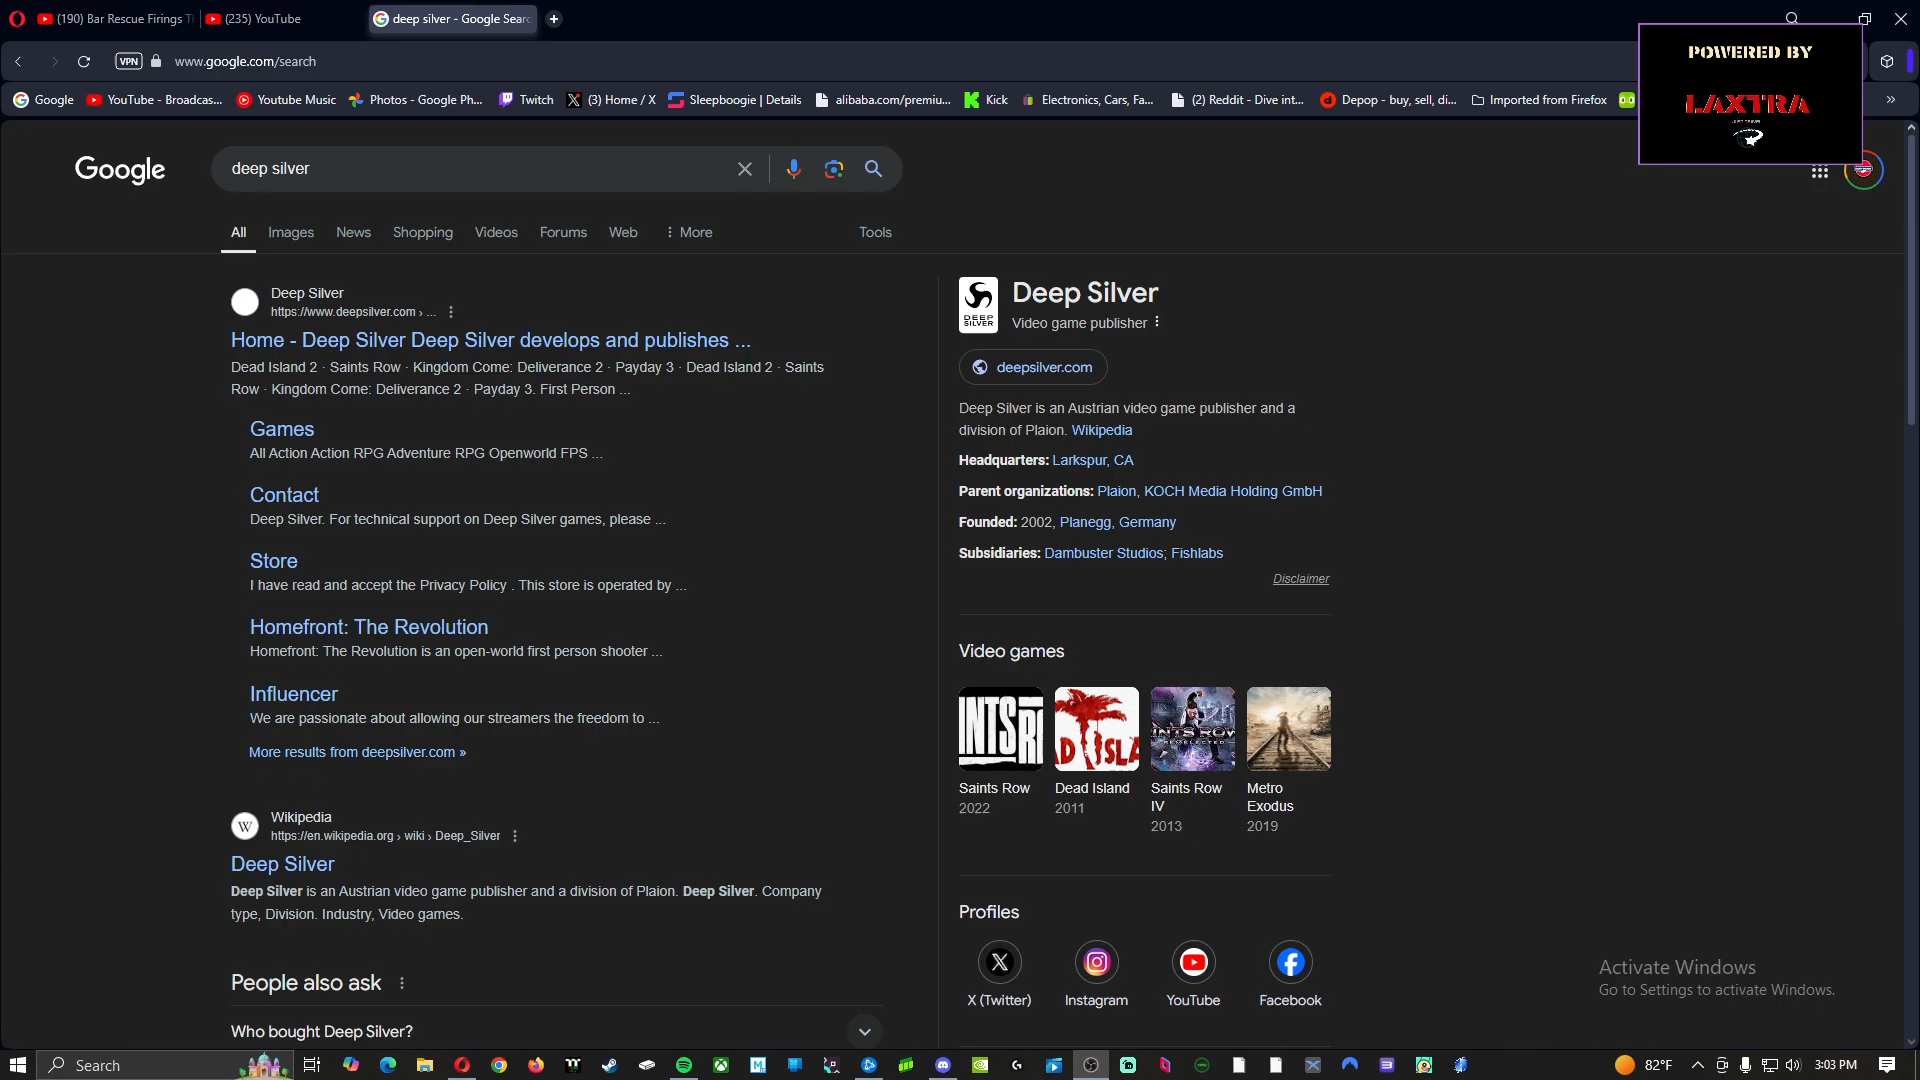 (190) Bar Rescue Firings T
(235) YouTube
deep silver - Google Searc
VPN
www.google.com/search
POWERED BY
LAXTRA
Google
YouTube - Broadcas...
Youtube Music
Photos - Google Ph...
Twitch
(3) Home / X
Sleepboogie | Details
alibaba.com/premiu...
Kick
Electronics, Cars, Fa...
(2) Reddit - Dive int...
Depop - buy, sell, di...
Imported from Firefox
»
Google
deep silver
All
Images
News
Shopping
Videos
Forums
Web
More
Tools
Deep Silver
https://www.deepsilver.com › ...
Home - Deep Silver Deep Silver develops and publishes ...
Dead Island 2 · Saints Row · Kingdom Come: Deliverance 2 · Payday 3 · Dead Island 2 · Saints
Row · Kingdom Come: Deliverance 2 · Payday 3. First Person ...
Games
All Action Action RPG Adventure RPG Openworld FPS ...
Contact
Deep Silver. For technical support on Deep Silver games, please ...
Store
I have read and accept the Privacy Policy . This store is operated by ...
Homefront: The Revolution
Homefront: The Revolution is an open-world first person shooter ...
Influencer
We are passionate about allowing our streamers the freedom to ...
More results from deepsilver.com »
W
Wikipedia
https://en.wikipedia.org › wiki › Deep_Silver
Deep Silver
Deep Silver is an Austrian video game publisher and a division of Plaion. Deep Silver. Company
type, Division. Industry, Video games.
People also ask
Who bought Deep Silver?
DEEP
SILVER
Deep Silver
Video game publisher
deepsilver.com
Deep Silver is an Austrian video game publisher and a
division of Plaion. Wikipedia
Headquarters: Larkspur, CA
Parent organizations: Plaion, KOCH Media Holding GmbH
Founded: 2002, Planegg, Germany
Subsidiaries: Dambuster Studios; Fishlabs
Disclaimer
Video games
INTSR
D ISLA
INTS ROW
Saints Row
2022
Dead Island
2011
Saints Row
IV
2013
Metro
Exodus
2019
Profiles
X (Twitter)
Instagram
YouTube
Facebook
Activate Windows
Go to Settings to activate Windows.
Search
82°F
3:03 PM